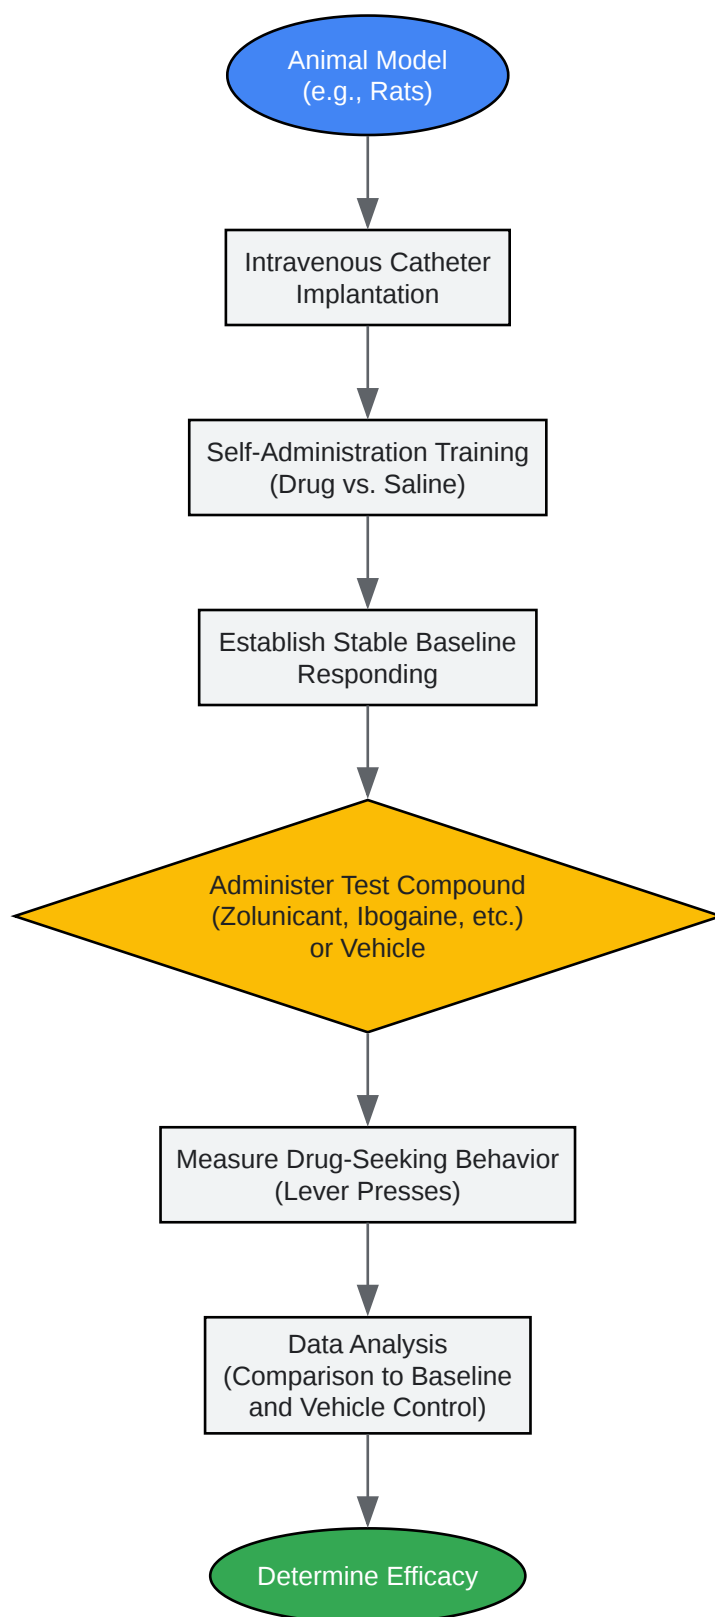 Animal Model
(e.g., Rats)
Intravenous Catheter
Implantation
Self-Administration Training
(Drug vs. Saline)
Establish Stable Baseline
Responding
Administer Test Compound
(Zolunicant, Ibogaine, etc.)
or Vehicle
Measure Drug-Seeking Behavior
(Lever Presses)
Data Analysis
(Comparison to Baseline
and Vehicle Control)
Determine Efficacy